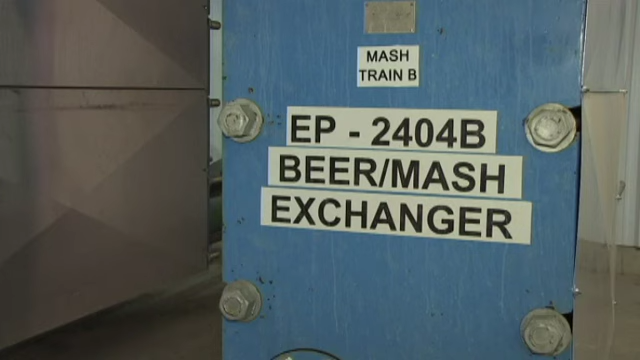 MASH
TRAIN B
EP - 2404B
BEER/MASH
EXCHANGER